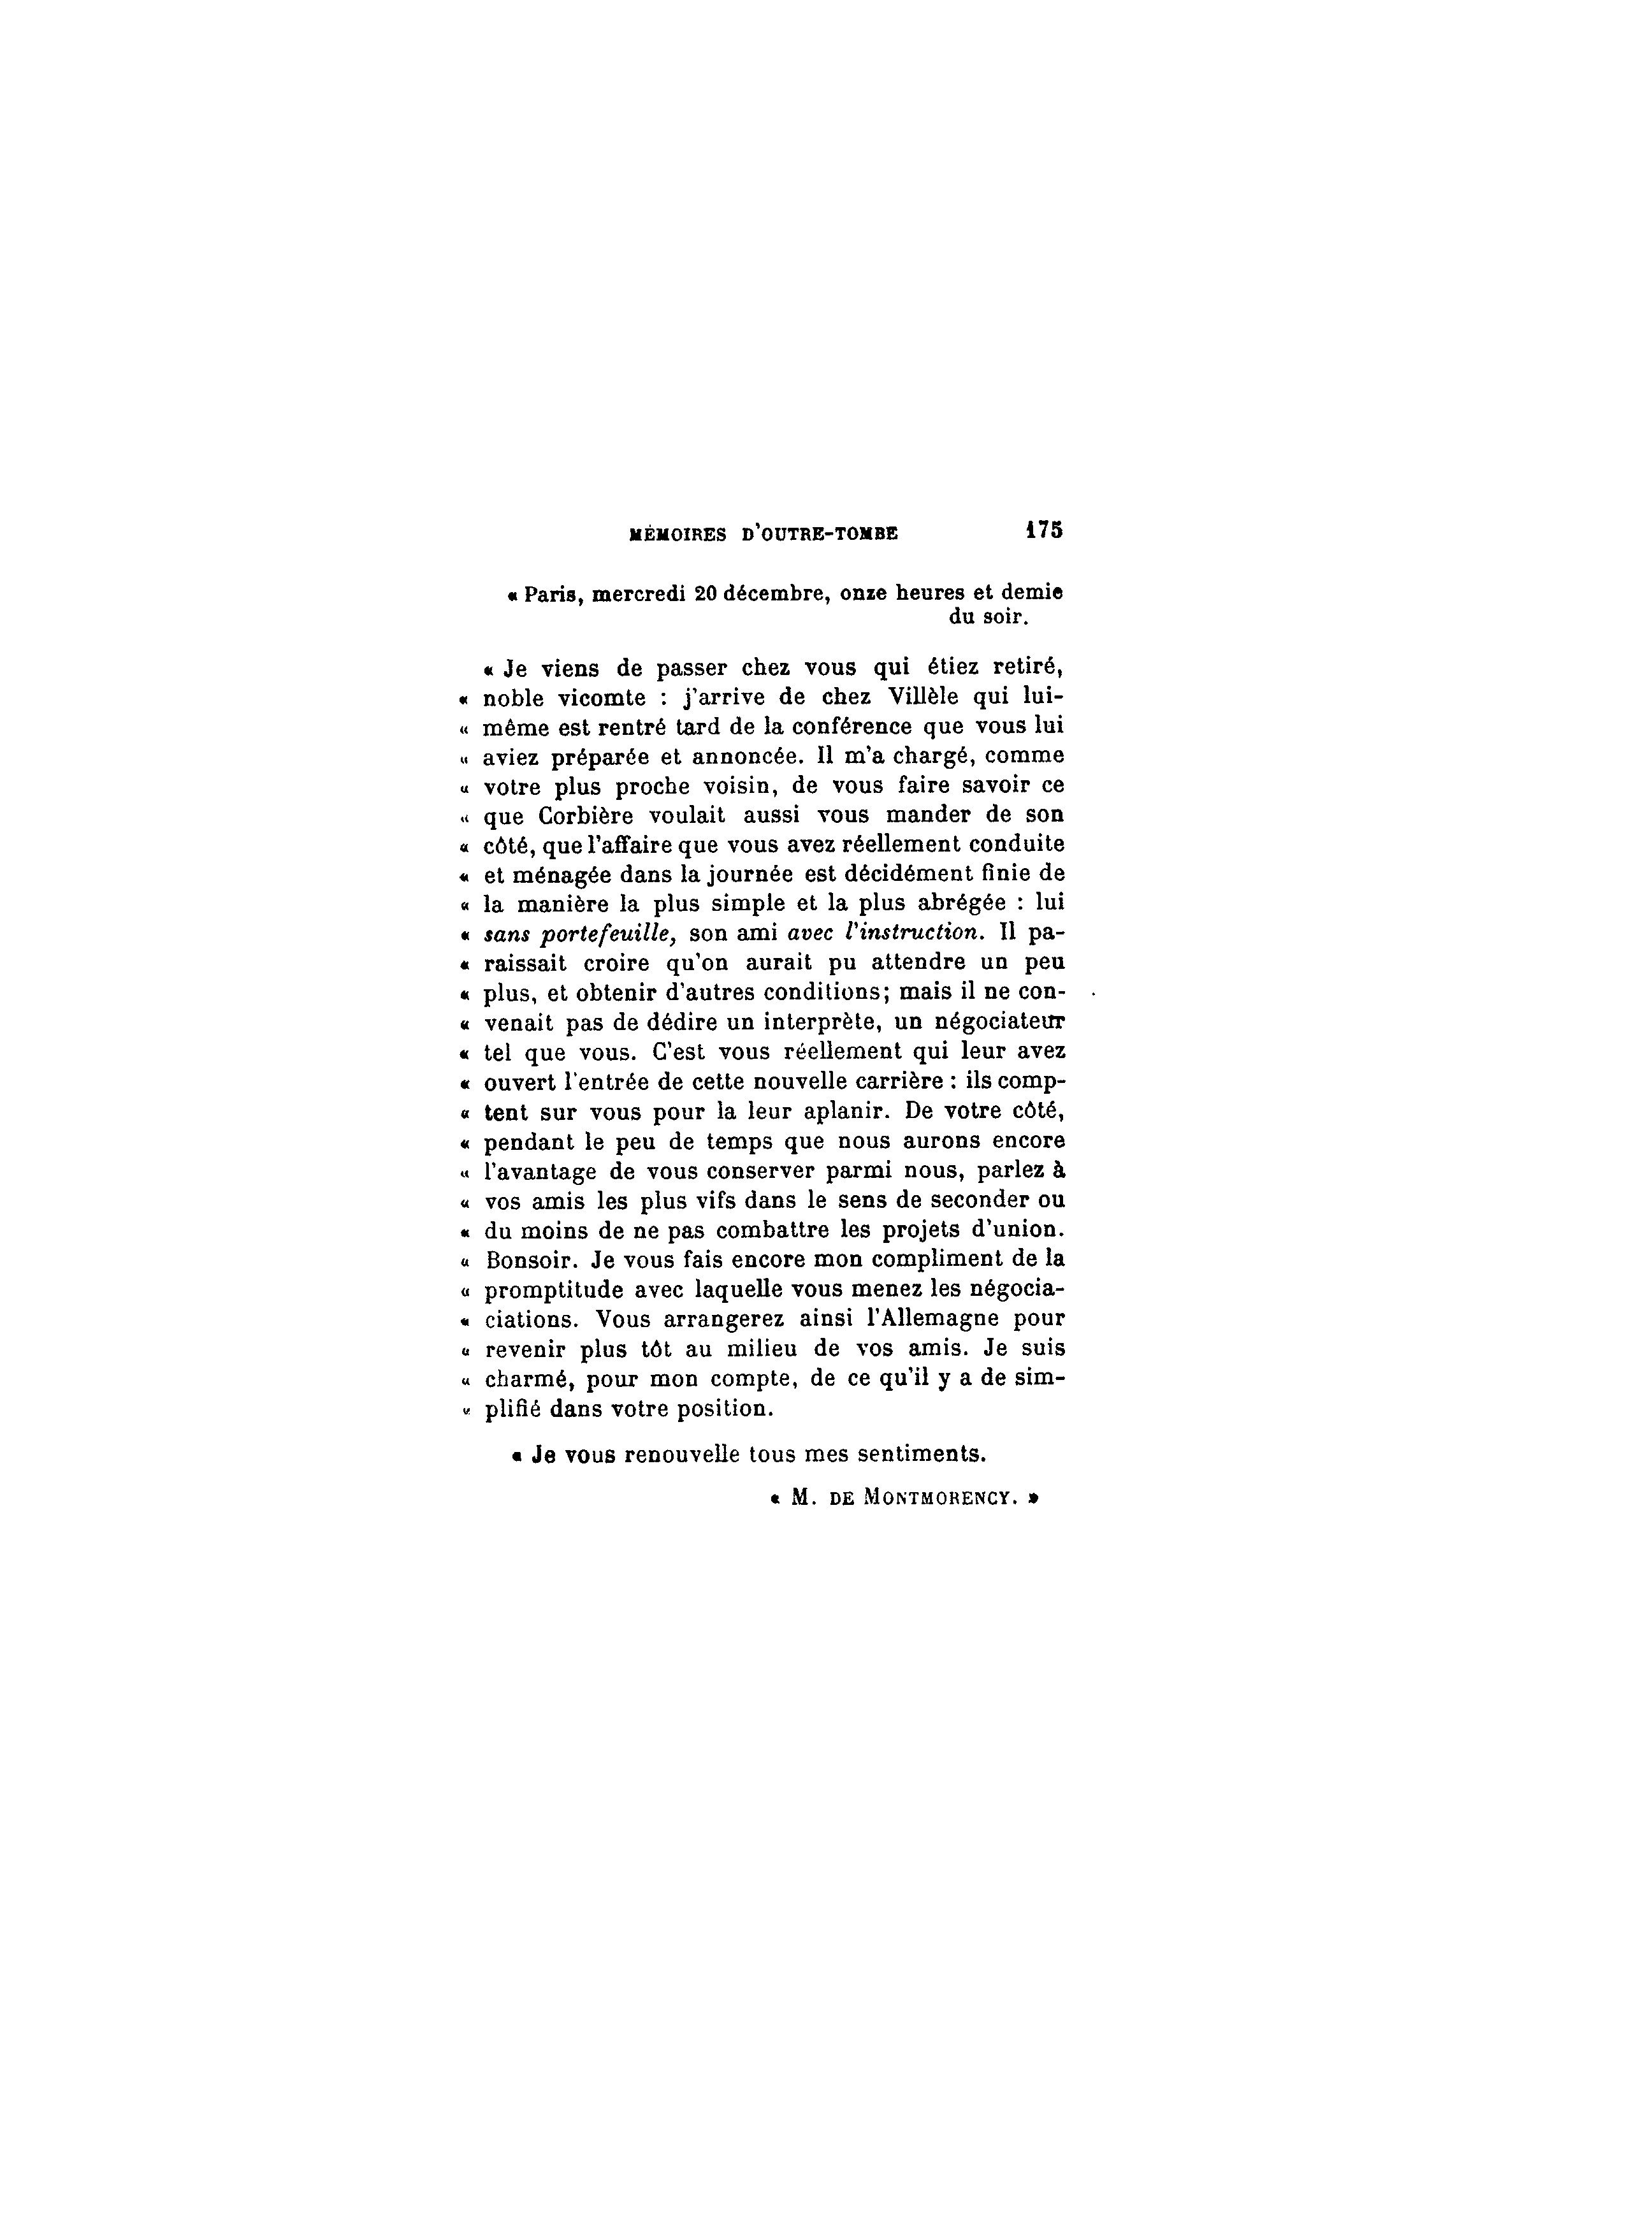 MÉMOIRES D'OUTRE-TOMBE 175
« Paris, mercredi 20 décembre, onze heures et demie
du soir.
« Je viens de passer chez vous qui étiez retiré,
« noble vicomte : j'arrive de chez Villèle qui lui-
« même est rentré tard de la conférence que vous lui
« aviez préparée et annoncée. Il m'a chargé, comme
« votre plus proche voisin, de vous faire savoir ce
« que Corbière voulait aussi vous mander de son
« côté, que l'affaire que vous avez réellement conduite
« et ménagée dans la journée est décidément finie de
« la manière la plus simple et la plus abrégée : lui
« sans portefeuille, son ami avec l'instruction. Il pa-
« raissait croire qu'on aurait pu attendre un peu
« plus, et obtenir d'autres conditions; mais il ne con-
« venait pas de dédire un interprète, un négociateur
« tel que vous. C'est vous réellement qui leur avez
« ouvert l'entrée de cette nouvelle carrière : ils comp-
« tent sur vous pour la leur aplanir. De votre côté,
« pendant le peu de temps que nous aurons encore
« l'avantage de vous conserver parmi nous, parlez à
« vos amis les plus vifs dans le sens de seconder ou
« du moins de ne pas combattre les projets d'union.
« Bonsoir. Je vous fais encore mon compliment de la
« promptitude avec laquelle vous menez les négocia-
« ciations. Vous arrangerez ainsi l'Allemagne pour
« revenir plus tôt au milieu de vos amis. Je suis
« charmé, pour mon compte, de ce qu'il y a de sim-
« plifié dans votre position.
« Je vous renouvelle tous mes sentiments.
« M. DE MONTMORENCY. »